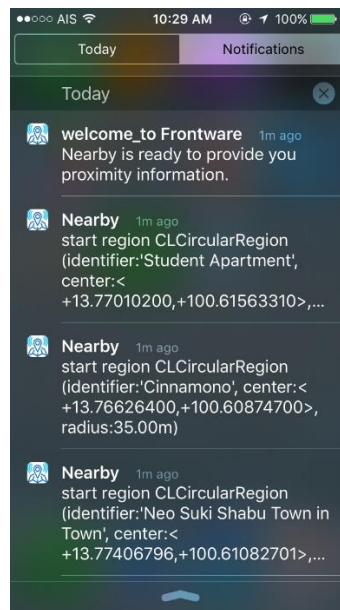 AIS 10:29 AM 100%
Today Notifications
Today
welcome_to Frontware 1m ago
Nearby is ready to provide you
proximity information.
Nearby 1m ago
start region CLCircularRegion
(identifier:'Student Apartment',
center:<
+13.77010200,+100.61563310>,...
Nearby 1m ago
start region CLCircularRegion
(identifier:'Cinnamono', center:<
+13.76626400,+100.60874700>,
radius:35.00m)
Nearby 1m ago
start region CLCircularRegion
(identifier:'Neo Suki Shabu Town in
Town', center:<
+13.77406796,+100.61082701>,...